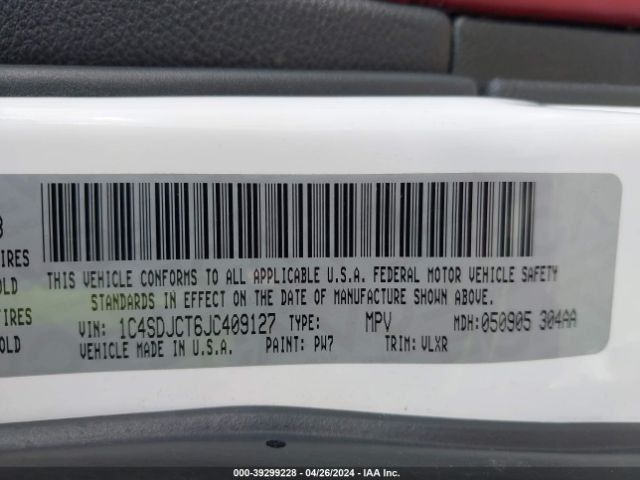 3
IRES
OLD
TIRES
OLD
THIS VEHICLE CONFORMS TO ALL APPLICABLE U.S.A. FEDERAL MOTOR VEHICLE SAFETY
STANDARDS IN EFFECT ON THE DATE OF MANUFACTURE SHOWN ABOVE.
VIN: 1C4SDJCT6JC409127 TYPE: MPV MDH:050905 304AA
VEHICLE MADE IN U.S.A. PAINT: PW7 TRIM: VLXR
000-39299228 - 04/26/2024 - IAA Inc.